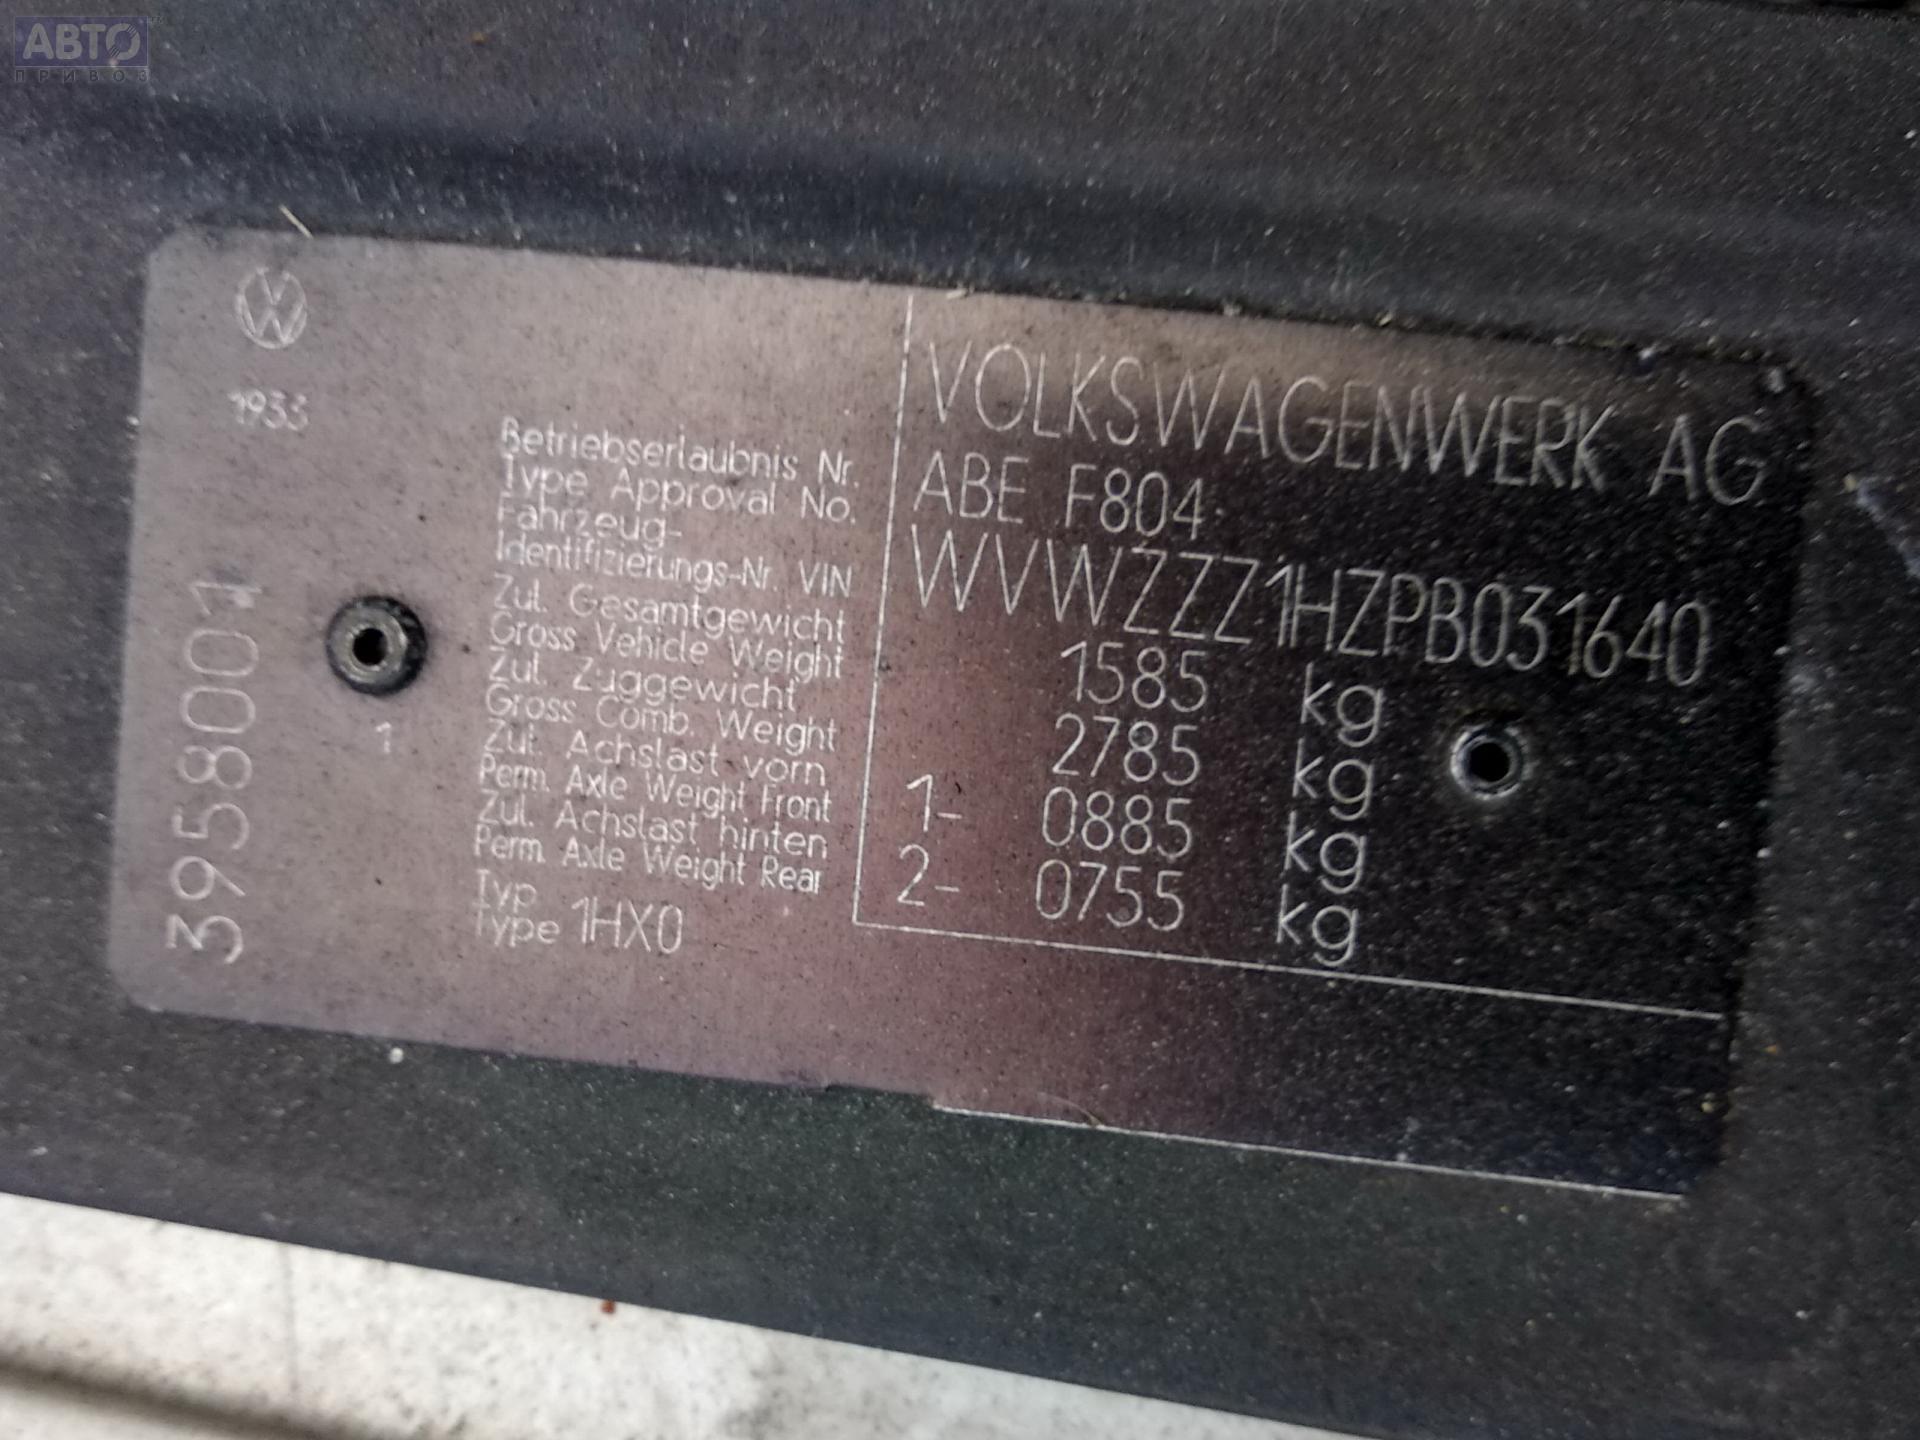 АВТО
ПРИВОЗ
1933
3958001
1
Betriebserlaubnis Nr.
Type Approval No.
Fahrzeug-
Identifizierungs-Nr. VIN
Zul. Gesamtgewicht
Gross Vehicle Weight
Zul. Zuggewicht
Gross Comb. Weight
Zul. Achslast vorn
Perm. Axle Weight Front
Zul. Achslast hinten
Perm. Axle Weight Rear
Typ
Type 1HX0
VOLKSWAGENWERK AG
ABE F804
WVWZZZ1HZPB031640
1585 kg
2785 kg
1- 0885 kg
2- 0755 kg